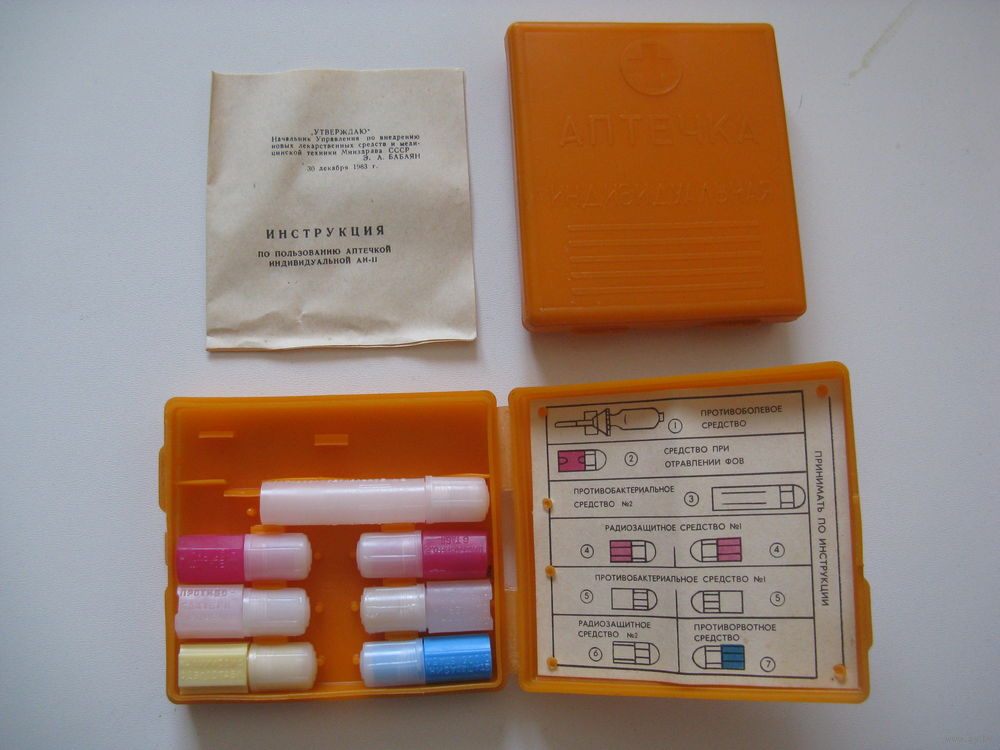 „УТВЕРЖДАЮ"
Начальник Управления по внедрению
новых лекарственных средств и меди-
цинской техники Минздрава СССР
Э. А. БАБАЯН
30 декабря 1983 г.
ИНСТРУКЦИЯ
ПО ПОЛЬЗОВАНИЮ АПТЕЧКОЙ
ИНДИВИДУАЛЬНОЙ АИ-II
АПТЕЧК
ИНДИВИДУАЛЬНАЯ
ПРОТИВОБОЛЕВОЕ
СРЕДСТВО
1
2
СРЕДСТВО ПРИ
ОТРАВЛЕНИИ ФОВ
ПРОТИВОБАКТЕРИАЛЬНОЕ
СРЕДСТВО №2
3
РАДИОЗАЩИТНОЕ СРЕДСТВО №1
4
4
ПРОТИВОБАКТЕРИАЛЬНОЕ СРЕДСТВО №1
5
5
РАДИОЗАЩИТНОЕ
СРЕДСТВО №2
6
ПРОТИВОРВОТНОЕ
СРЕДСТВО
7
ПРИНИМАТЬ ПО ИНСТРУКЦИИ
ПРОТИВО-